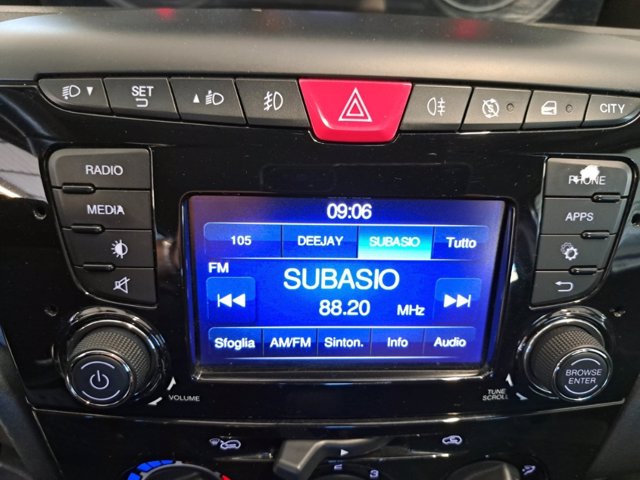 SET
CITY
RADIO
MEDIA
PHONE
APPS
09:06
105 DEEJAY SUBASIO Tutto
FM
SUBASIO
88.20 MHz
Sfoglia AM/FM Sinton. Info Audio
VOLUME
TUNE
SCROLL
BROWSE
ENTER
3